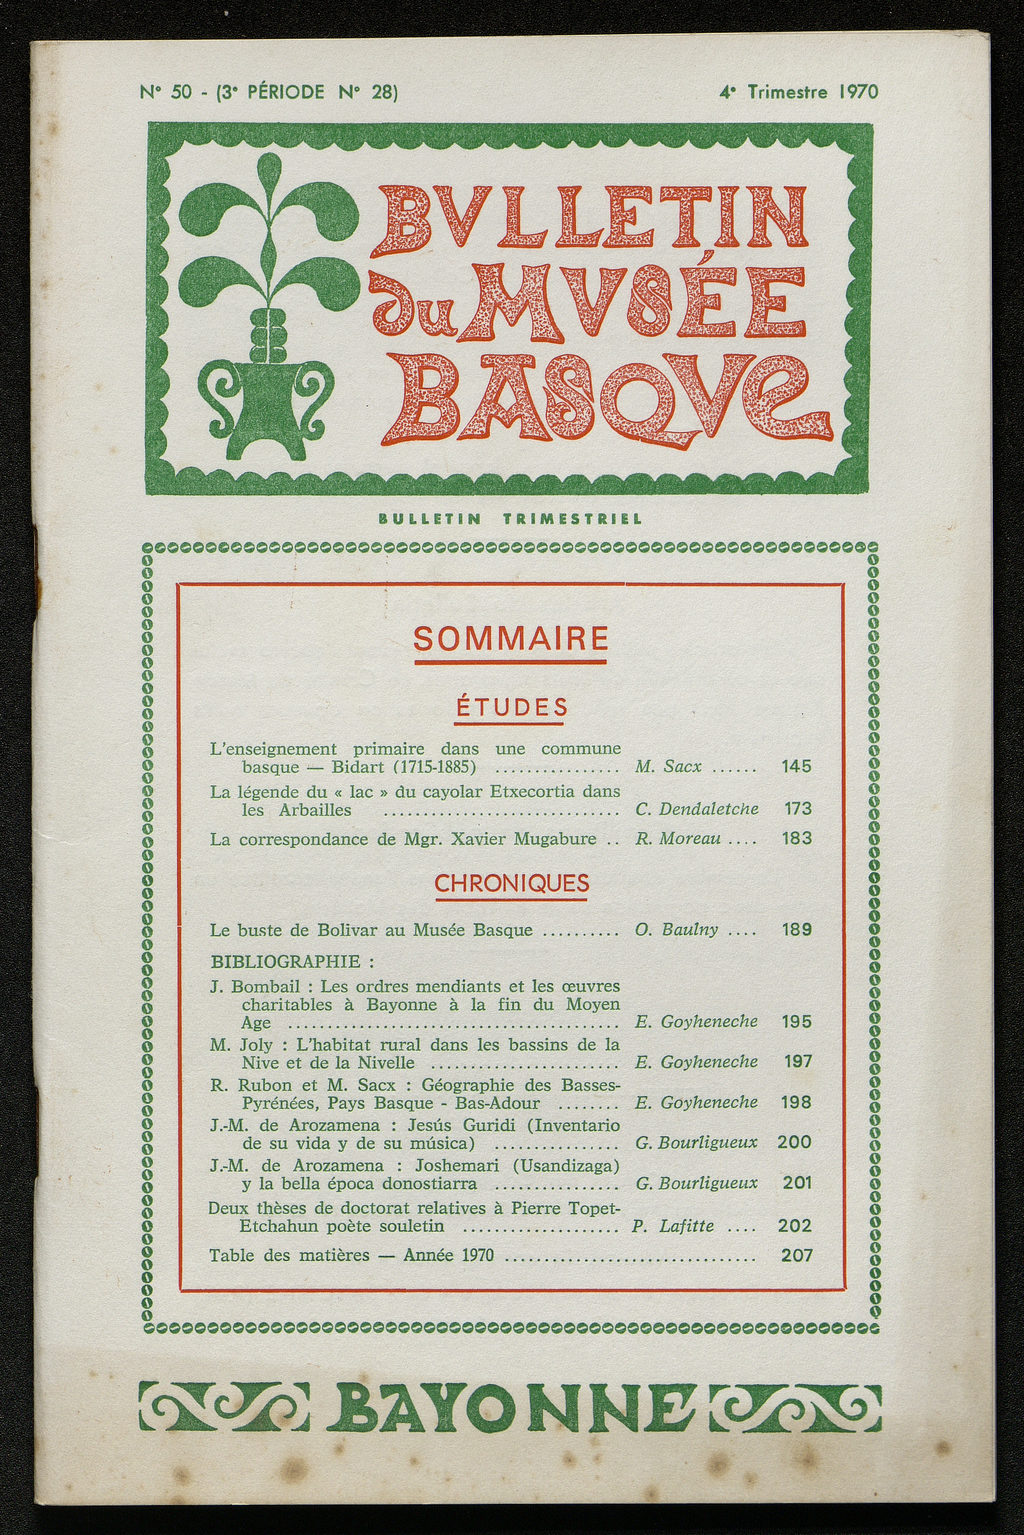 N° 50 - (3e PÉRIODE N° 28)
4e Trimestre 1970
BVLLETIN
du MVSÉE
BASQVE
BULLETIN TRIMESTRIEL
SOMMAIRE
ÉTUDES
L'enseignement primaire dans une commune
basque — Bidart (1715-1885) ................ M. Sacx ...... 145
La légende du « lac » du cayolar Etxecortia dans
les Arbailles .............................. C. Dendaletche 173
La correspondance de Mgr. Xavier Mugabure .. R. Moreau .... 183
CHRONIQUES
Le buste de Bolivar au Musée Basque .......... O. Baulny .... 189
BIBLIOGRAPHIE :
J. Bombail : Les ordres mendiants et les œuvres
charitables à Bayonne à la fin du Moyen
Age .......................................... E. Goyheneche 195
M. Joly : L'habitat rural dans les bassins de la
Nive et de la Nivelle ........................ E. Goyheneche 197
R. Rubon et M. Sacx : Géographie des Basses-
Pyrénées, Pays Basque - Bas-Adour ........ E. Goyheneche 198
J.-M. de Arozamena : Jesús Guridi (Inventario
de su vida y de su música) ................ G. Bourligueux 200
J.-M. de Arozamena : Joshemari (Usandizaga)
y la bella época donostiarra ................ G. Bourligueux 201
Deux thèses de doctorat relatives à Pierre Topet-
Etchahun poète souletin .................... P. Lafitte .... 202
Table des matières — Année 1970 ................................ 207
BAYONNE